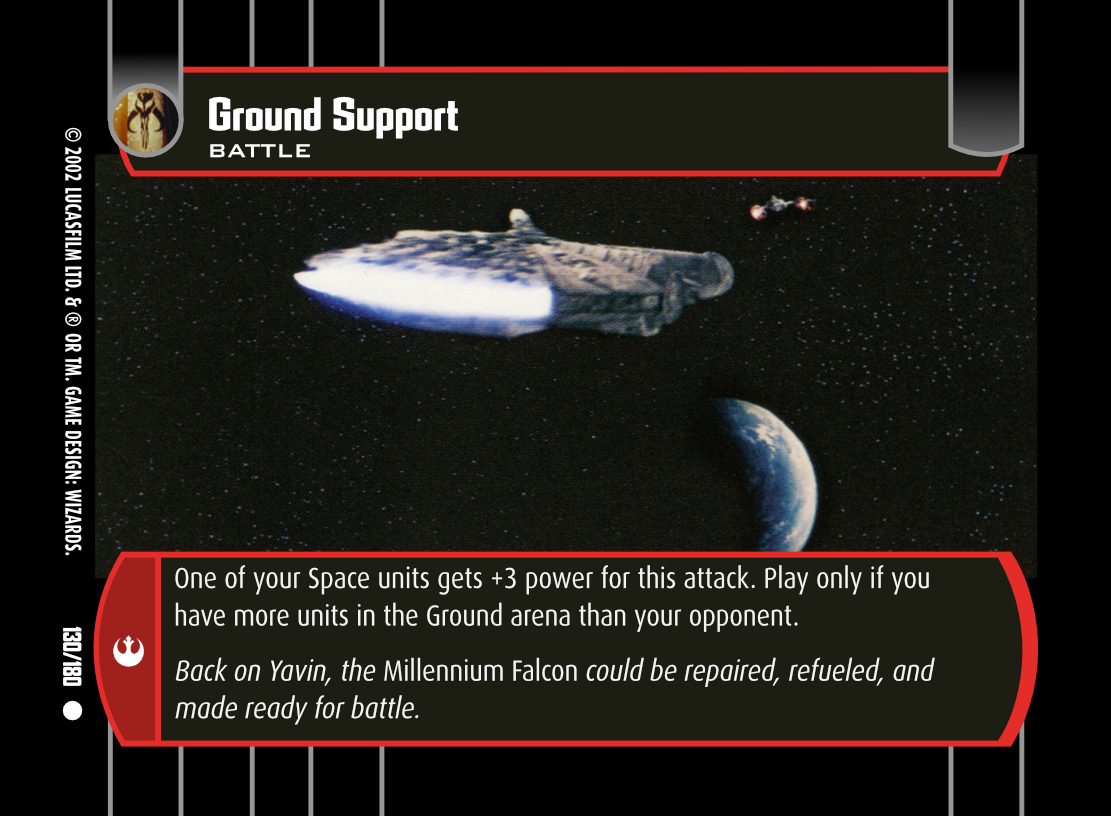 Ground Support
BATTLE
One of your Space units gets +3 power for this attack. Play only if you
have more units in the Ground arena than your opponent.
Back on Yavin, the Millennium Falcon could be repaired, refueled, and
made ready for battle.
© 2002 LUCASFILM LTD. & ® OR TM. GAME DESIGN: WIZARDS.
130/180